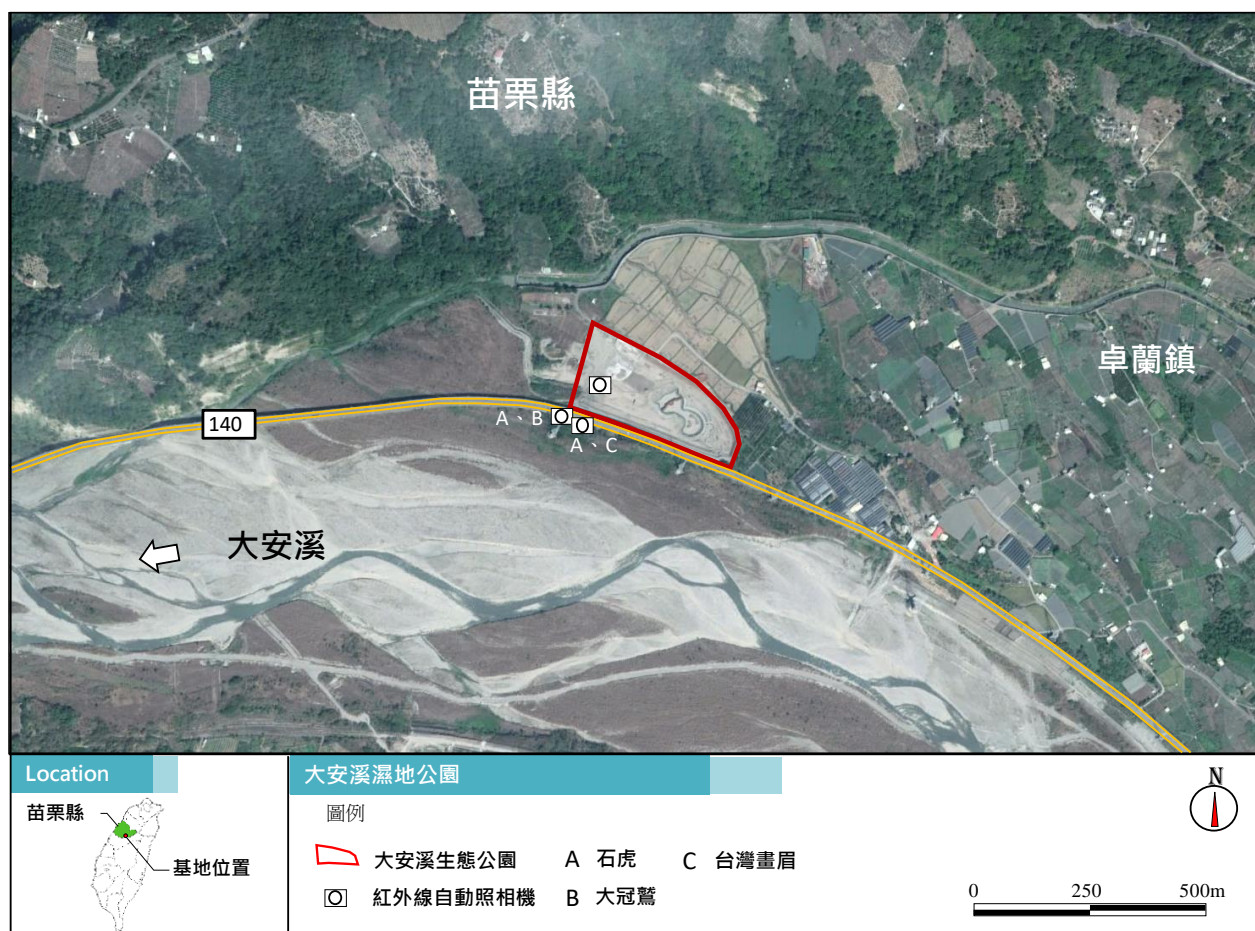 苗栗縣
卓蘭鎮
140
A、B
A、C
大安溪
Location
苗栗縣
基地位置
大安溪濕地公園
圖例
大安溪生態公園
A 石虎
C 台灣畫眉
紅外線自動照相機
B 大冠鷲
N
0 250 500m